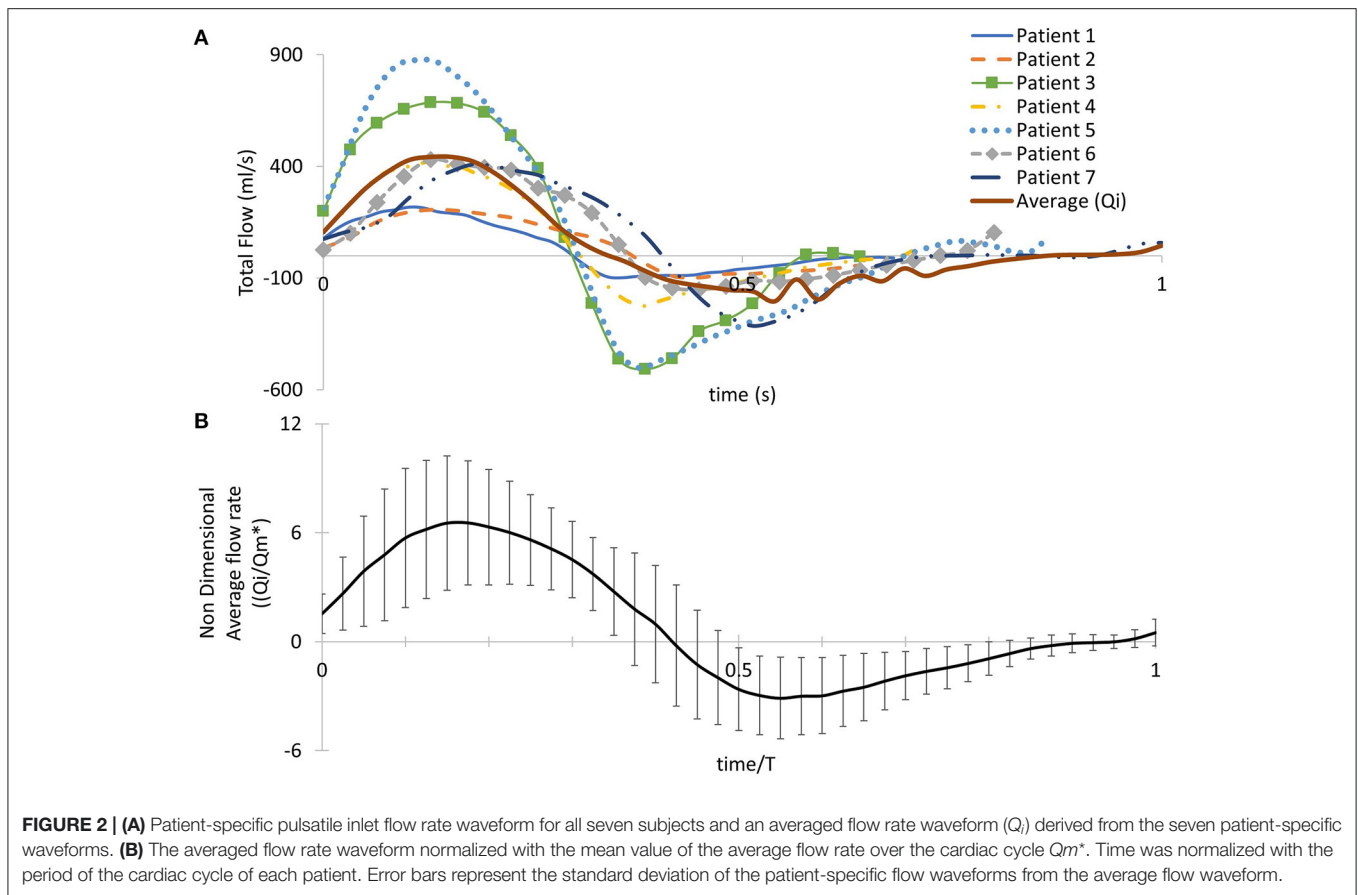 A
900
400
-100
-600
Total Flow (ml/s)
0
0.5
1
time (s)
Patient 1
Patient 2
Patient 3
Patient 4
Patient 5
Patient 6
Patient 7
Average (Qi)
B
12
6
0
-6
Non Dimensional
Average flow rate
((Qi/Qm*)
0
0.5
1
time/T
FIGURE 2 | (A) Patient-specific pulsatile inlet flow rate waveform for all seven subjects and an averaged flow rate waveform (Qi) derived from the seven patient-specific
waveforms. (B) The averaged flow rate waveform normalized with the mean value of the average flow rate over the cardiac cycle Qm*. Time was normalized with the
period of the cardiac cycle of each patient. Error bars represent the standard deviation of the patient-specific flow waveforms from the average flow waveform.